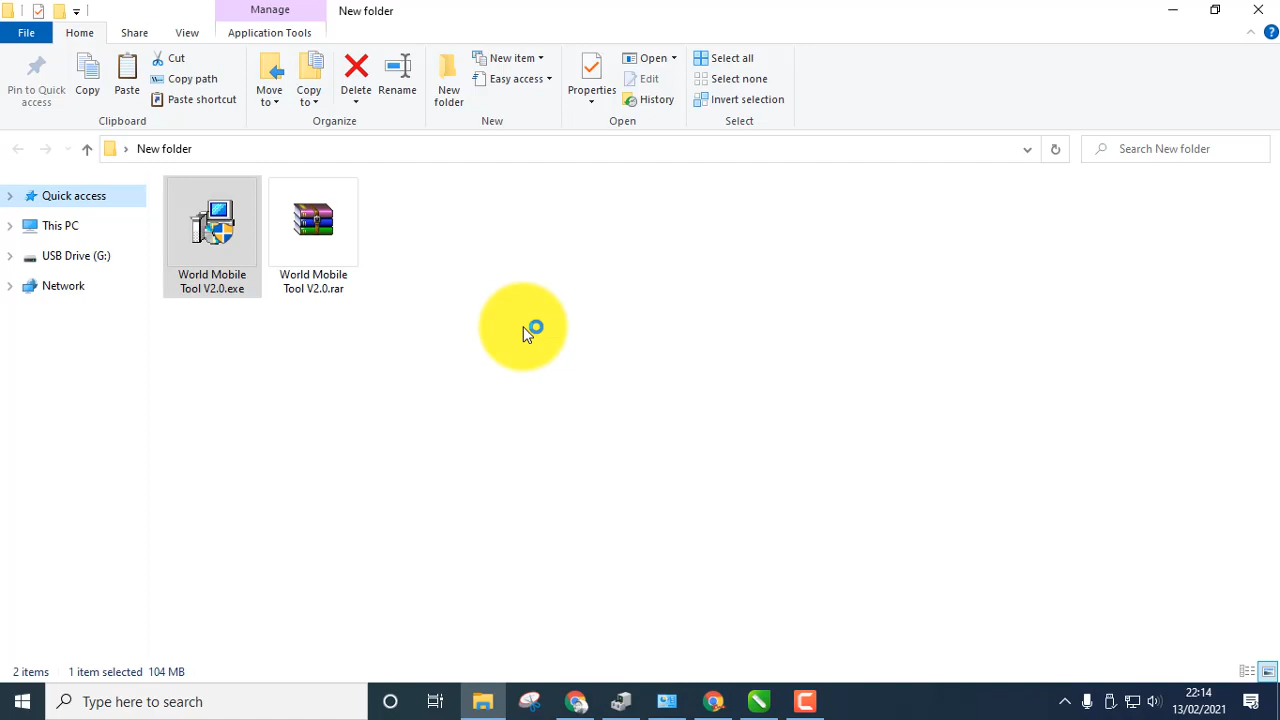 Manage
New folder
File
Home
Share
View
Application Tools
Pin to Quick
access
Copy
Paste
Cut
Copy path
Paste shortcut
Clipboard
Move
to
Copy
to
Delete
Rename
Organize
New
folder
New item
Easy access
New
Properties
Open
Edit
History
Open
Select all
Select none
Invert selection
Select
New folder
Search New folder
Quick access
This PC
USB Drive (G:)
Network
World Mobile
Tool V2.0.exe
World Mobile
Tool V2.0.rar
2 items
1 item selected 104 MB
Type here to search
22:14
13/02/2021